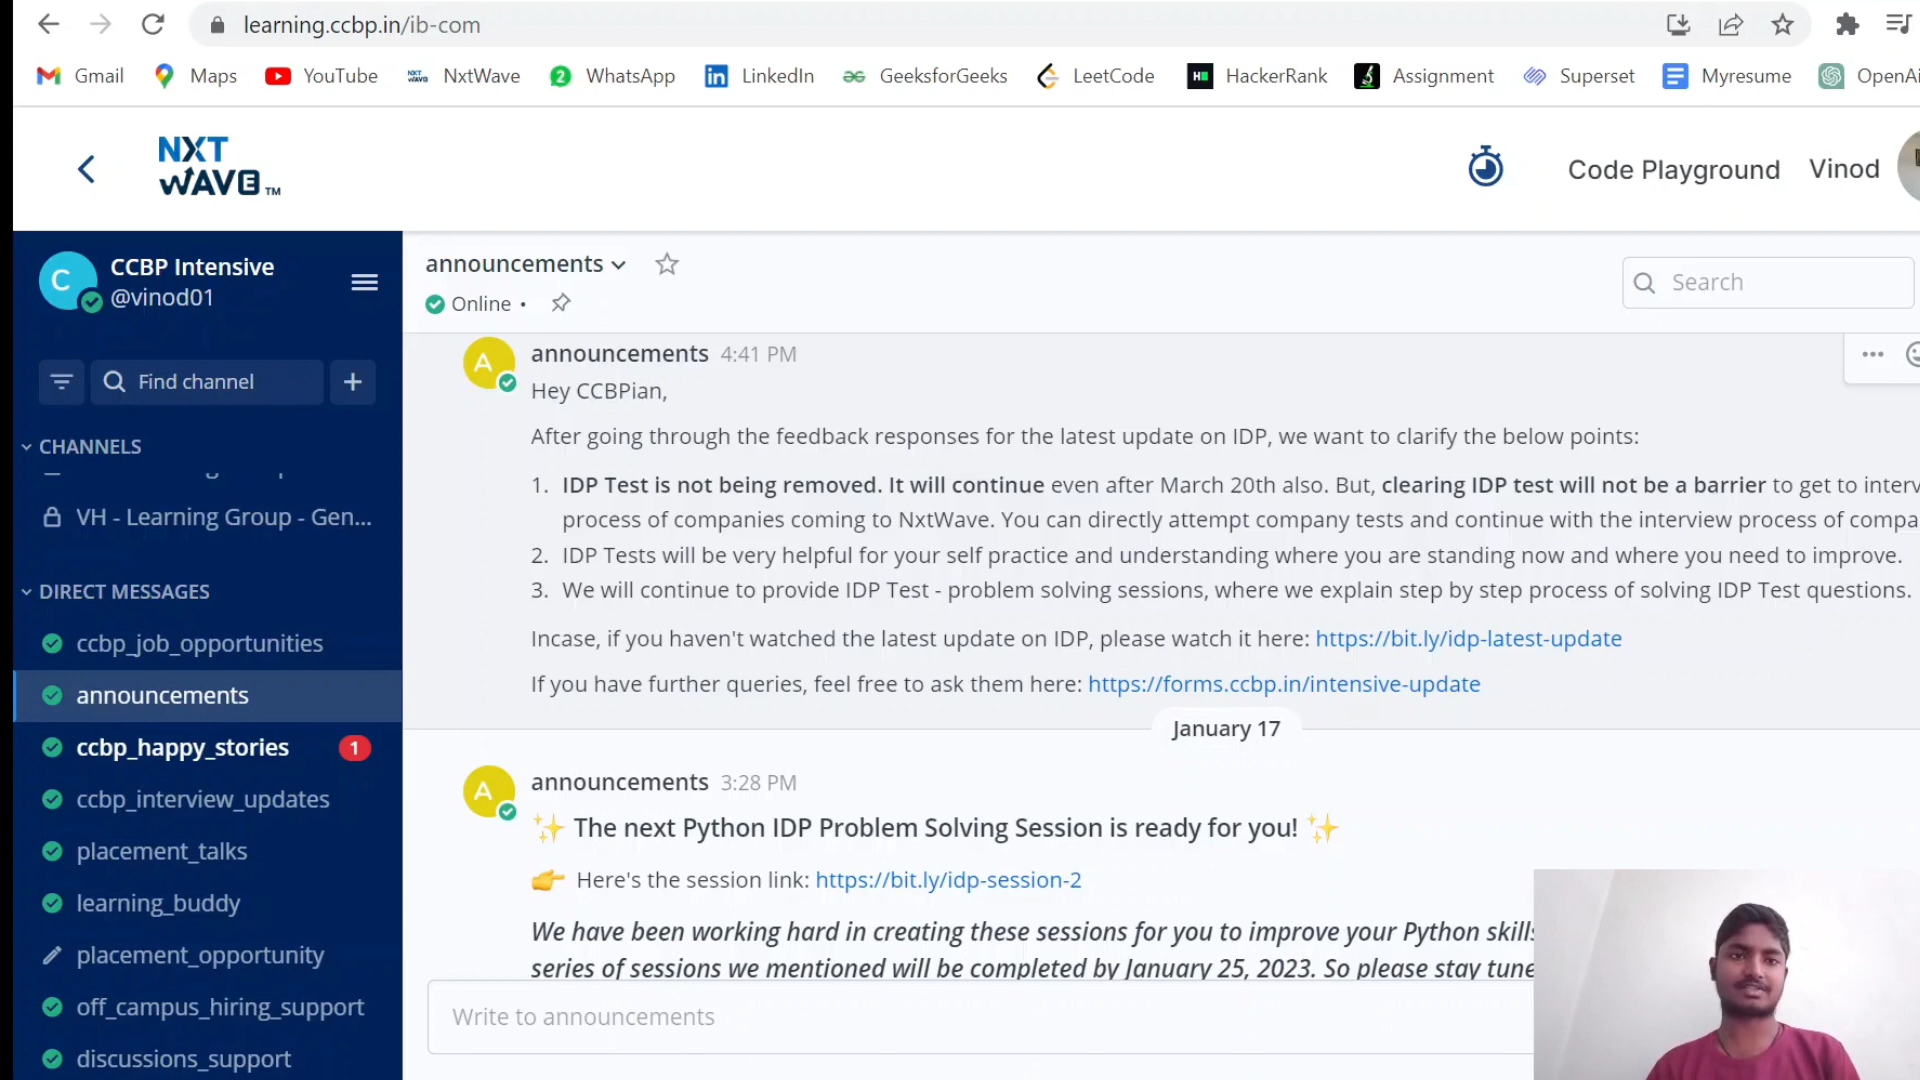 learning.ccbp.in/ib-com
Gmail Maps YouTube NxtWave WhatsApp LinkedIn GeeksforGeeks LeetCode HackerRank Assignment Superset Myresume OpenAi
NXT
WAVE TM
Code Playground Vinod
CCBP Intensive
@vinod01
Find channel
CHANNELS
VH - Learning Group - Gen...
DIRECT MESSAGES
ccbp_job_opportunities
announcements
ccbp_happy_stories 1
ccbp_interview_updates
placement_talks
learning_buddy
placement_opportunity
off_campus_hiring_support
discussions_support
announcements
Online •
Search
announcements 4:41 PM
Hey CCBPian,
After going through the feedback responses for the latest update on IDP, we want to clarify the below points:
1. IDP Test is not being removed. It will continue even after March 20th also. But, clearing IDP test will not be a barrier to get to interv
process of companies coming to NxtWave. You can directly attempt company tests and continue with the interview process of compa
2. IDP Tests will be very helpful for your self practice and understanding where you are standing now and where you need to improve.
3. We will continue to provide IDP Test - problem solving sessions, where we explain step by step process of solving IDP Test questions.
Incase, if you haven't watched the latest update on IDP, please watch it here: https://bit.ly/idp-latest-update
If you have further queries, feel free to ask them here: https://forms.ccbp.in/intensive-update
January 17
announcements 3:28 PM
✨ The next Python IDP Problem Solving Session is ready for you! ✨
👉 Here's the session link: https://bit.ly/idp-session-2
We have been working hard in creating these sessions for you to improve your Python skills
series of sessions we mentioned will be completed by January 25, 2023. So please stay tune
Write to announcements